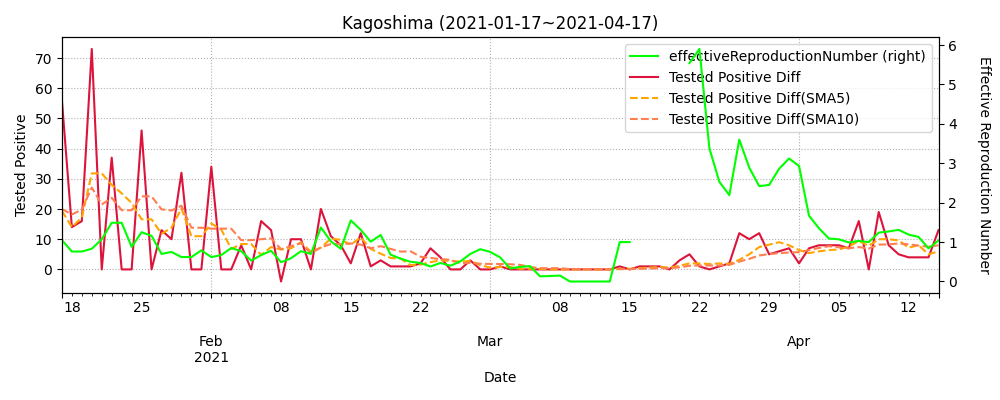 Kagoshima (2021-01-17~2021-04-17)
effectiveReproductionNumber (right)
Tested Positive Diff
Tested Positive Diff(SMA5)
Tested Positive Diff(SMA10)
Tested Positive
70
60
50
40
30
20
10
0
6
5
4
3
2
1
0
Effective Reproduction Number
18 25 08 15 22 08 15 22 29 05 12
Feb Mar Apr
2021
Date